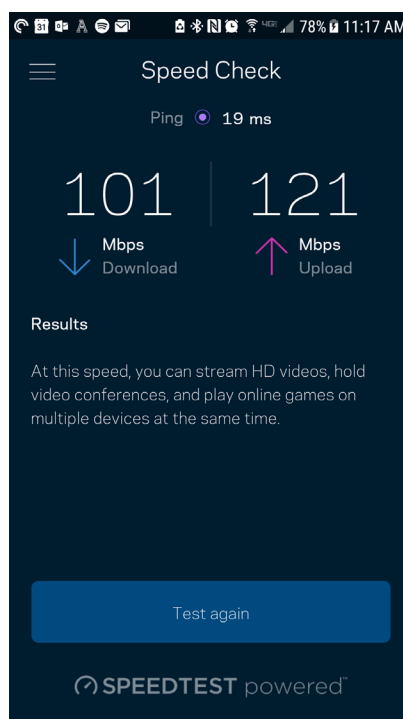 31 78% 11:17 AM
Speed Check
Ping 19 ms
101 121
Mbps Mbps
Download Upload
Results
At this speed, you can stream HD videos, hold
video conferences, and play online games on
multiple devices at the same time.
Test again
SPEEDTEST powered™